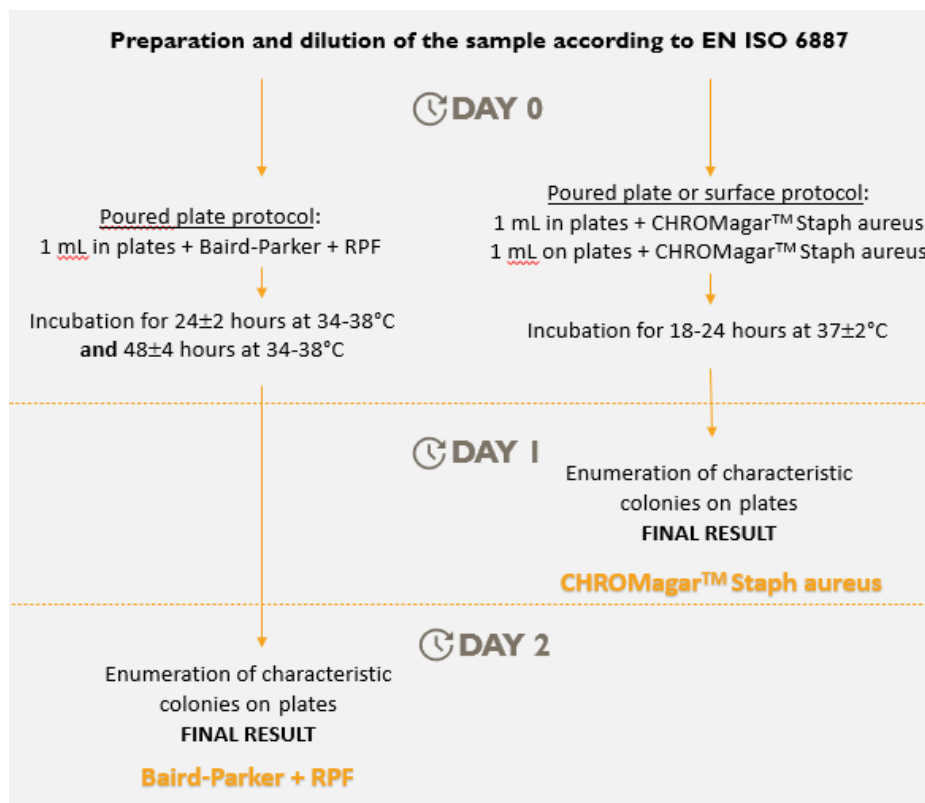 Preparation and dilution of the sample according to EN ISO 6887
DAY 0
Poured plate protocol:
1 mL in plates + Baird-Parker + RPF
Incubation for 24±2 hours at 34-38°C
and 48±4 hours at 34-38°C
Poured plate or surface protocol:
1 mL in plates + CHROMagar™ Staph aureus
1 mL on plates + CHROMagar™ Staph aureus
Incubation for 18-24 hours at 37±2°C
DAY 1
Enumeration of characteristic
colonies on plates
FINAL RESULT
CHROMagar™ Staph aureus
DAY 2
Enumeration of characteristic
colonies on plates
FINAL RESULT
Baird-Parker + RPF